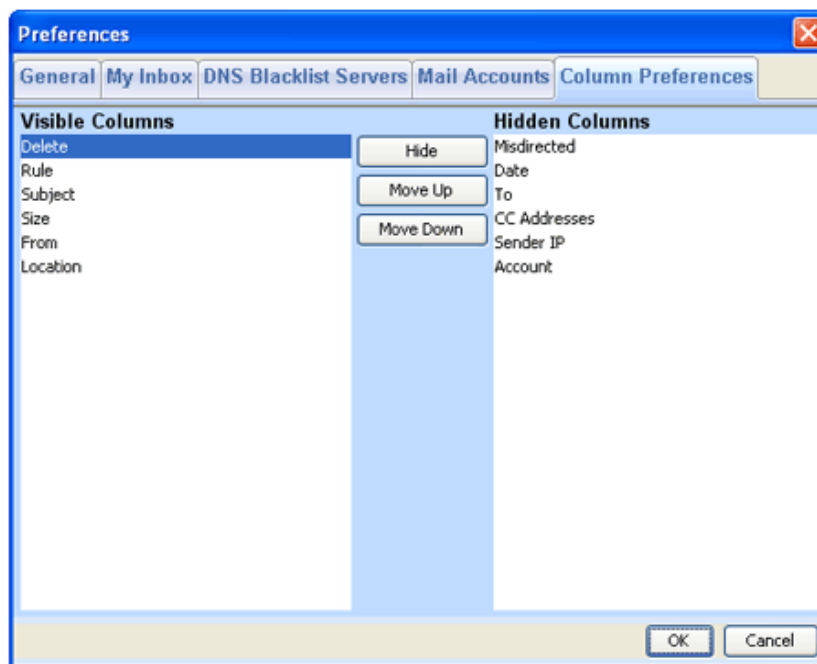 Preferences
General My Inbox DNS Blacklist Servers Mail Accounts Column Preferences
Visible Columns
Delete
Rule
Subject
Size
From
Location
Hide
Move Up
Move Down
Hidden Columns
Misdirected
Date
To
CC Addresses
Sender IP
Account
OK Cancel